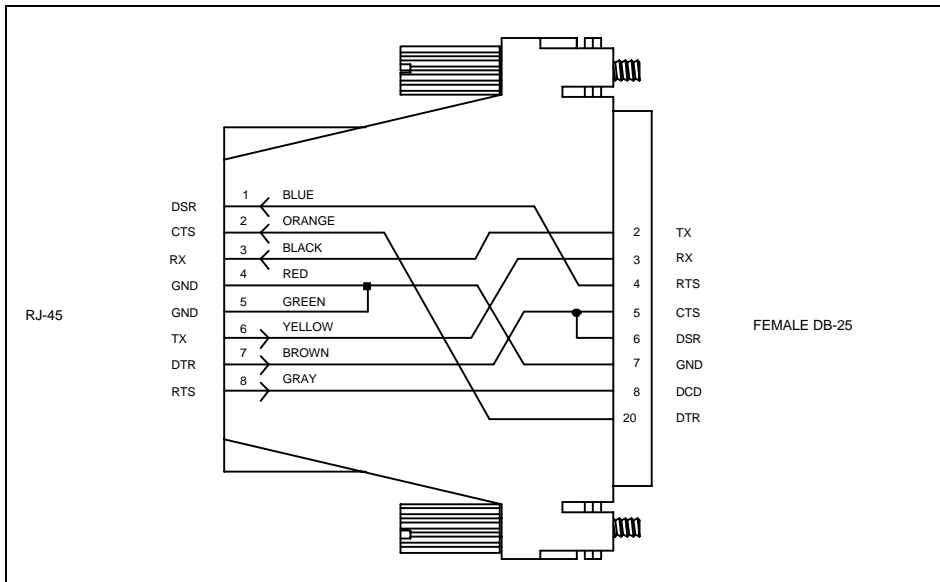 DSR 1 BLUE
CTS 2 ORANGE 2 TX
RX 3 BLACK 3 RX
GND 4 RED 4 RTS
GND 5 GREEN 5 CTS
RJ-45 FEMALE DB-25
TX 6 YELLOW 6 DSR
DTR 7 BROWN 7 GND
RTS 8 GRAY 8 DCD
20 DTR